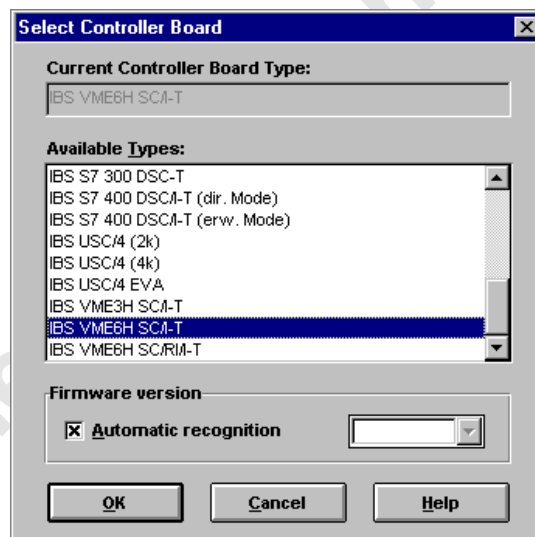 Select Controller Board
Current Controller Board Type:
IBS VME6H SC/I-T
Available Types:
IBS S7 300 DSC-T
IBS S7 400 DSC/I-T (dir. Mode)
IBS S7 400 DSC/I-T (erw. Mode)
IBS USC/4 (2k)
IBS USC/4 (4k)
IBS USC/4 EVA
IBS VME3H SC/I-T
IBS VME6H SC/I-T
IBS VME6H SC/RI/I-T
Firmware version
Automatic recognition
OK Cancel Help